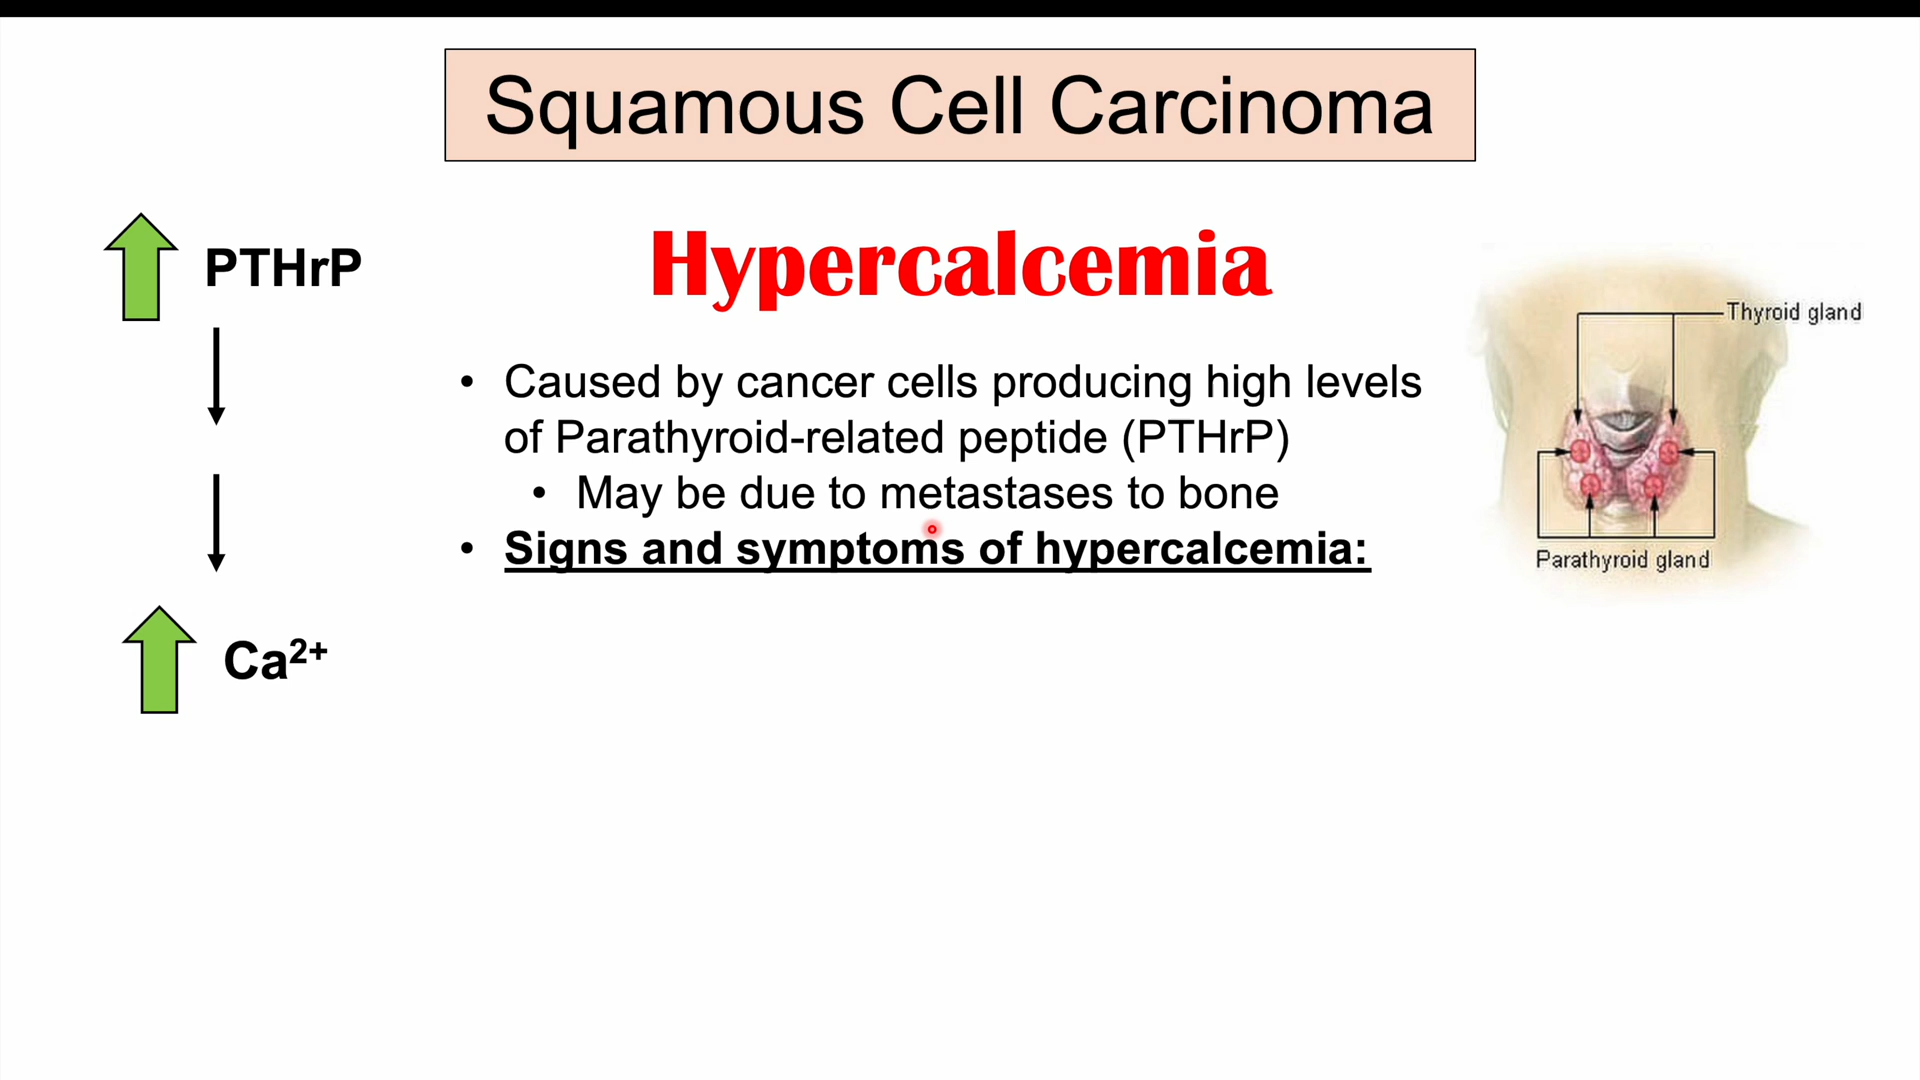 Squamous Cell Carcinoma
PTHrP
Hypercalcemia
Thyroid gland
• Caused by cancer cells producing high levels
of Parathyroid-related peptide (PTHrP)
• May be due to metastases to bone
• Signs and symptoms of hypercalcemia:
Parathyroid gland
Ca²⁺